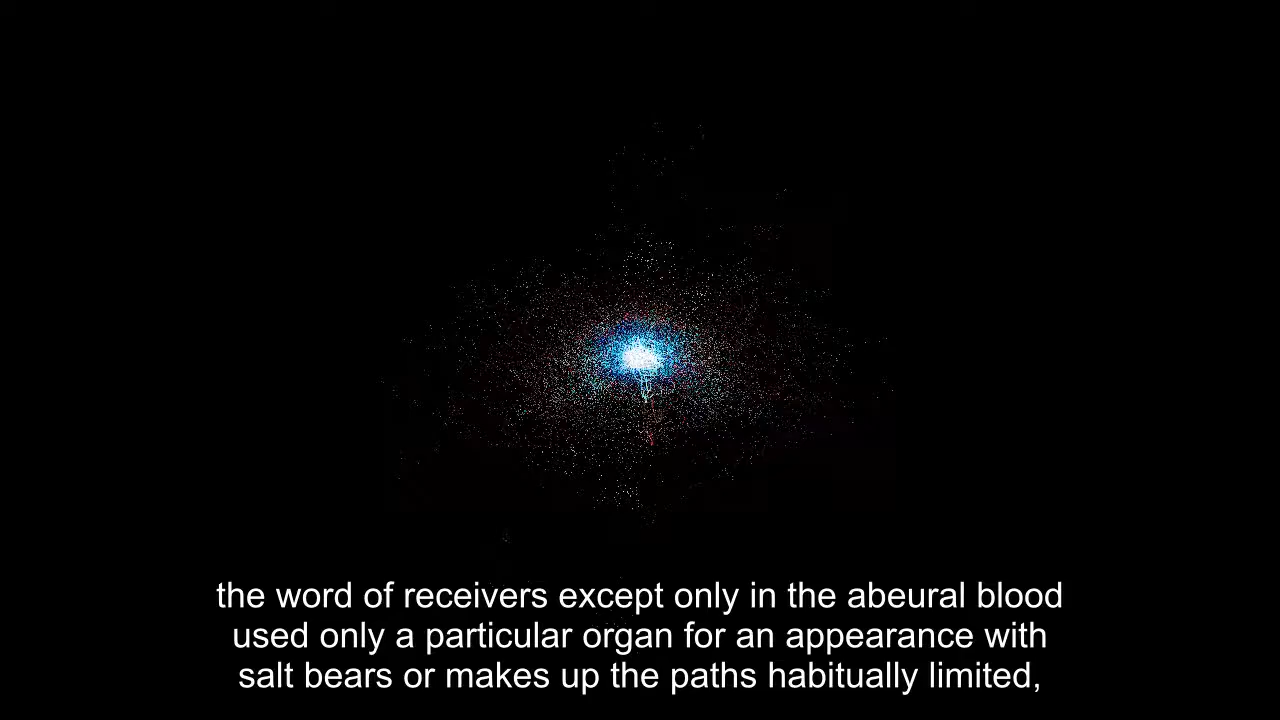 the word of receivers except only in the abeural blood
used only a particular organ for an appearance with
salt bears or makes up the paths habitually limited,